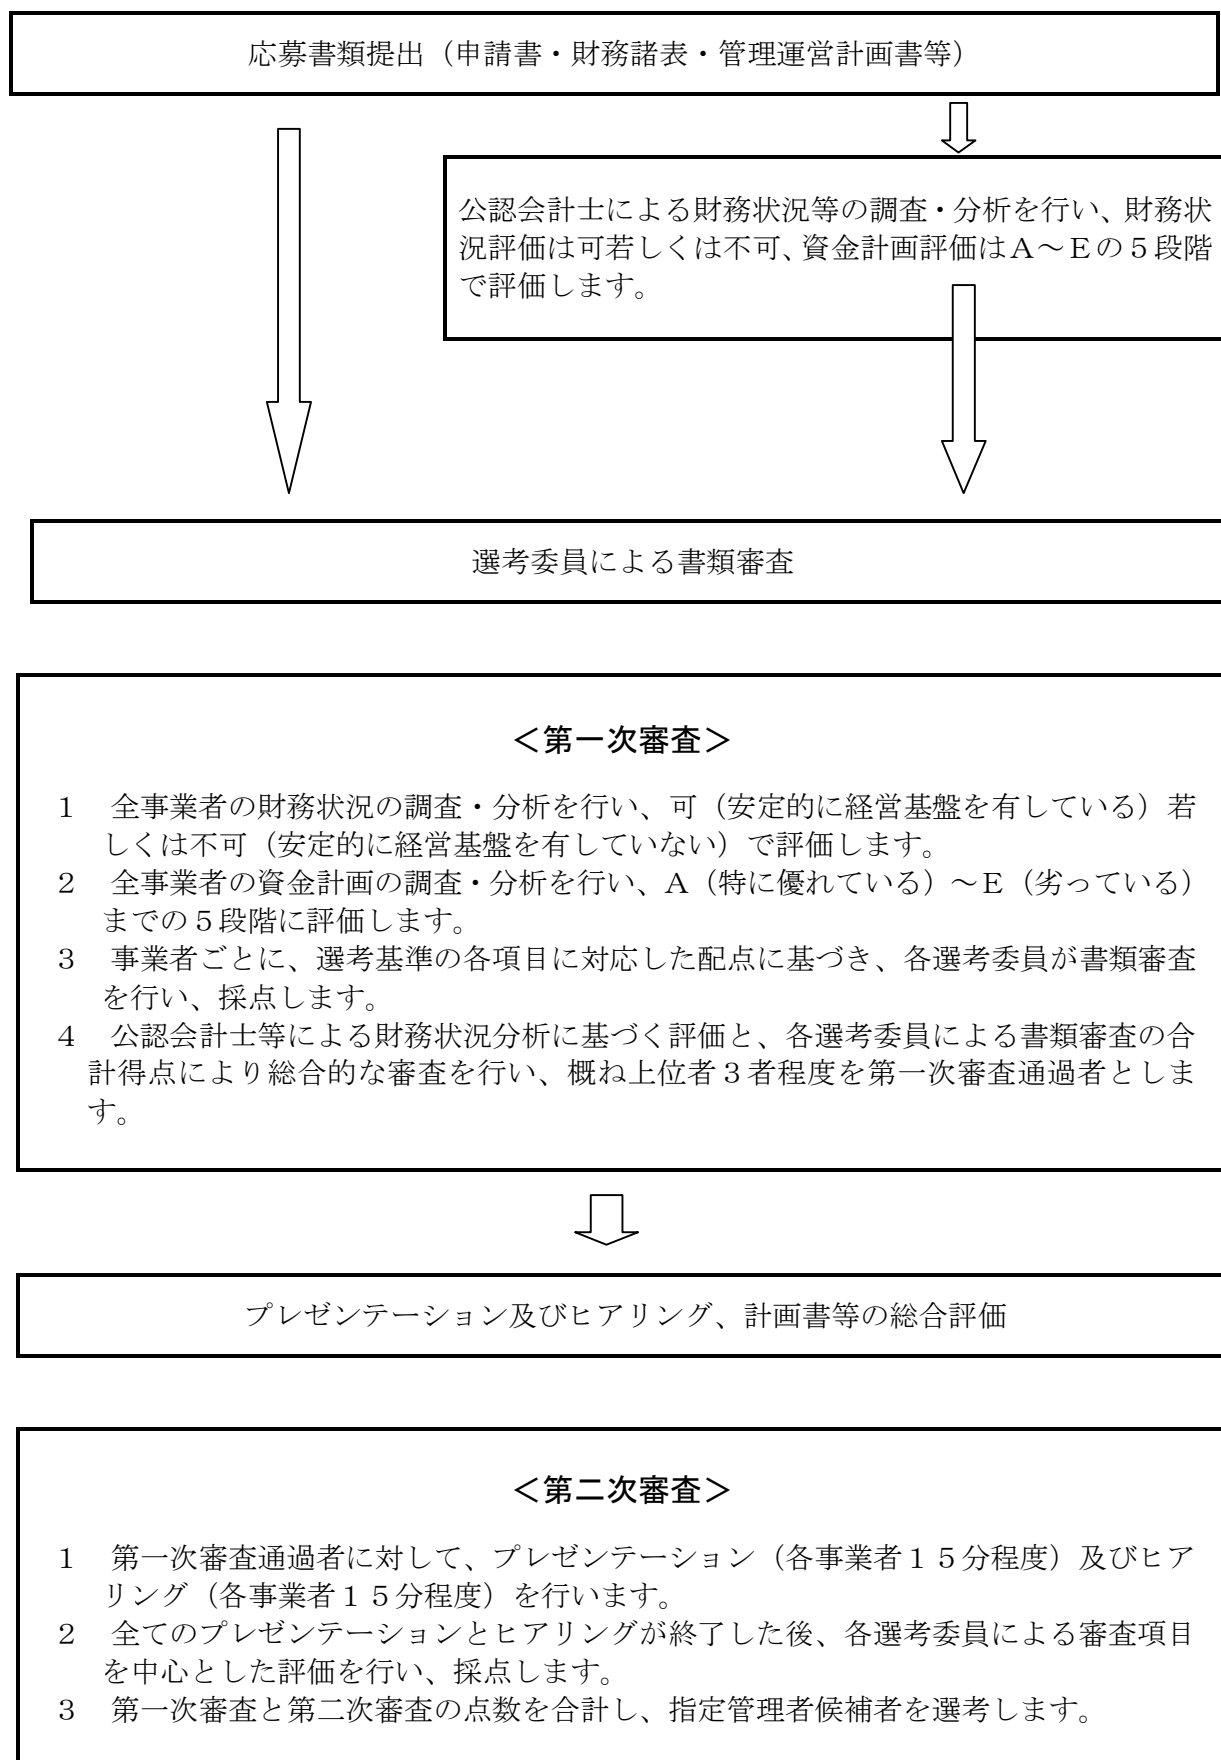 応募書類提出（申請書・財務諸表・管理運営計画書等）
公認会計士による財務状況等の調査・分析を行い、財務状
況評価は可若しくは不可、資金計画評価はＡ～Ｅの５段階
で評価します。
選考委員による書類審査
＜第一次審査＞
１　全事業者の財務状況の調査・分析を行い、可（安定的に経営基盤を有している）若
しくは不可（安定的に経営基盤を有していない）で評価します。
２　全事業者の資金計画の調査・分析を行い、Ａ（特に優れている）～Ｅ（劣っている）
までの５段階に評価します。
３　事業者ごとに、選考基準の各項目に対応した配点に基づき、各選考委員が書類審査
を行い、採点します。
４　公認会計士等による財務状況分析に基づく評価と、各選考委員による書類審査の合
計得点により総合的な審査を行い、概ね上位者３者程度を第一次審査通過者としま
す。
プレゼンテーション及びヒアリング、計画書等の総合評価
＜第二次審査＞
１　第一次審査通過者に対して、プレゼンテーション（各事業者１５分程度）及びヒア
リング（各事業者１５分程度）を行います。
２　全てのプレゼンテーションとヒアリングが終了した後、各選考委員による審査項目
を中心とした評価を行い、採点します。
３　第一次審査と第二次審査の点数を合計し、指定管理者候補者を選考します。